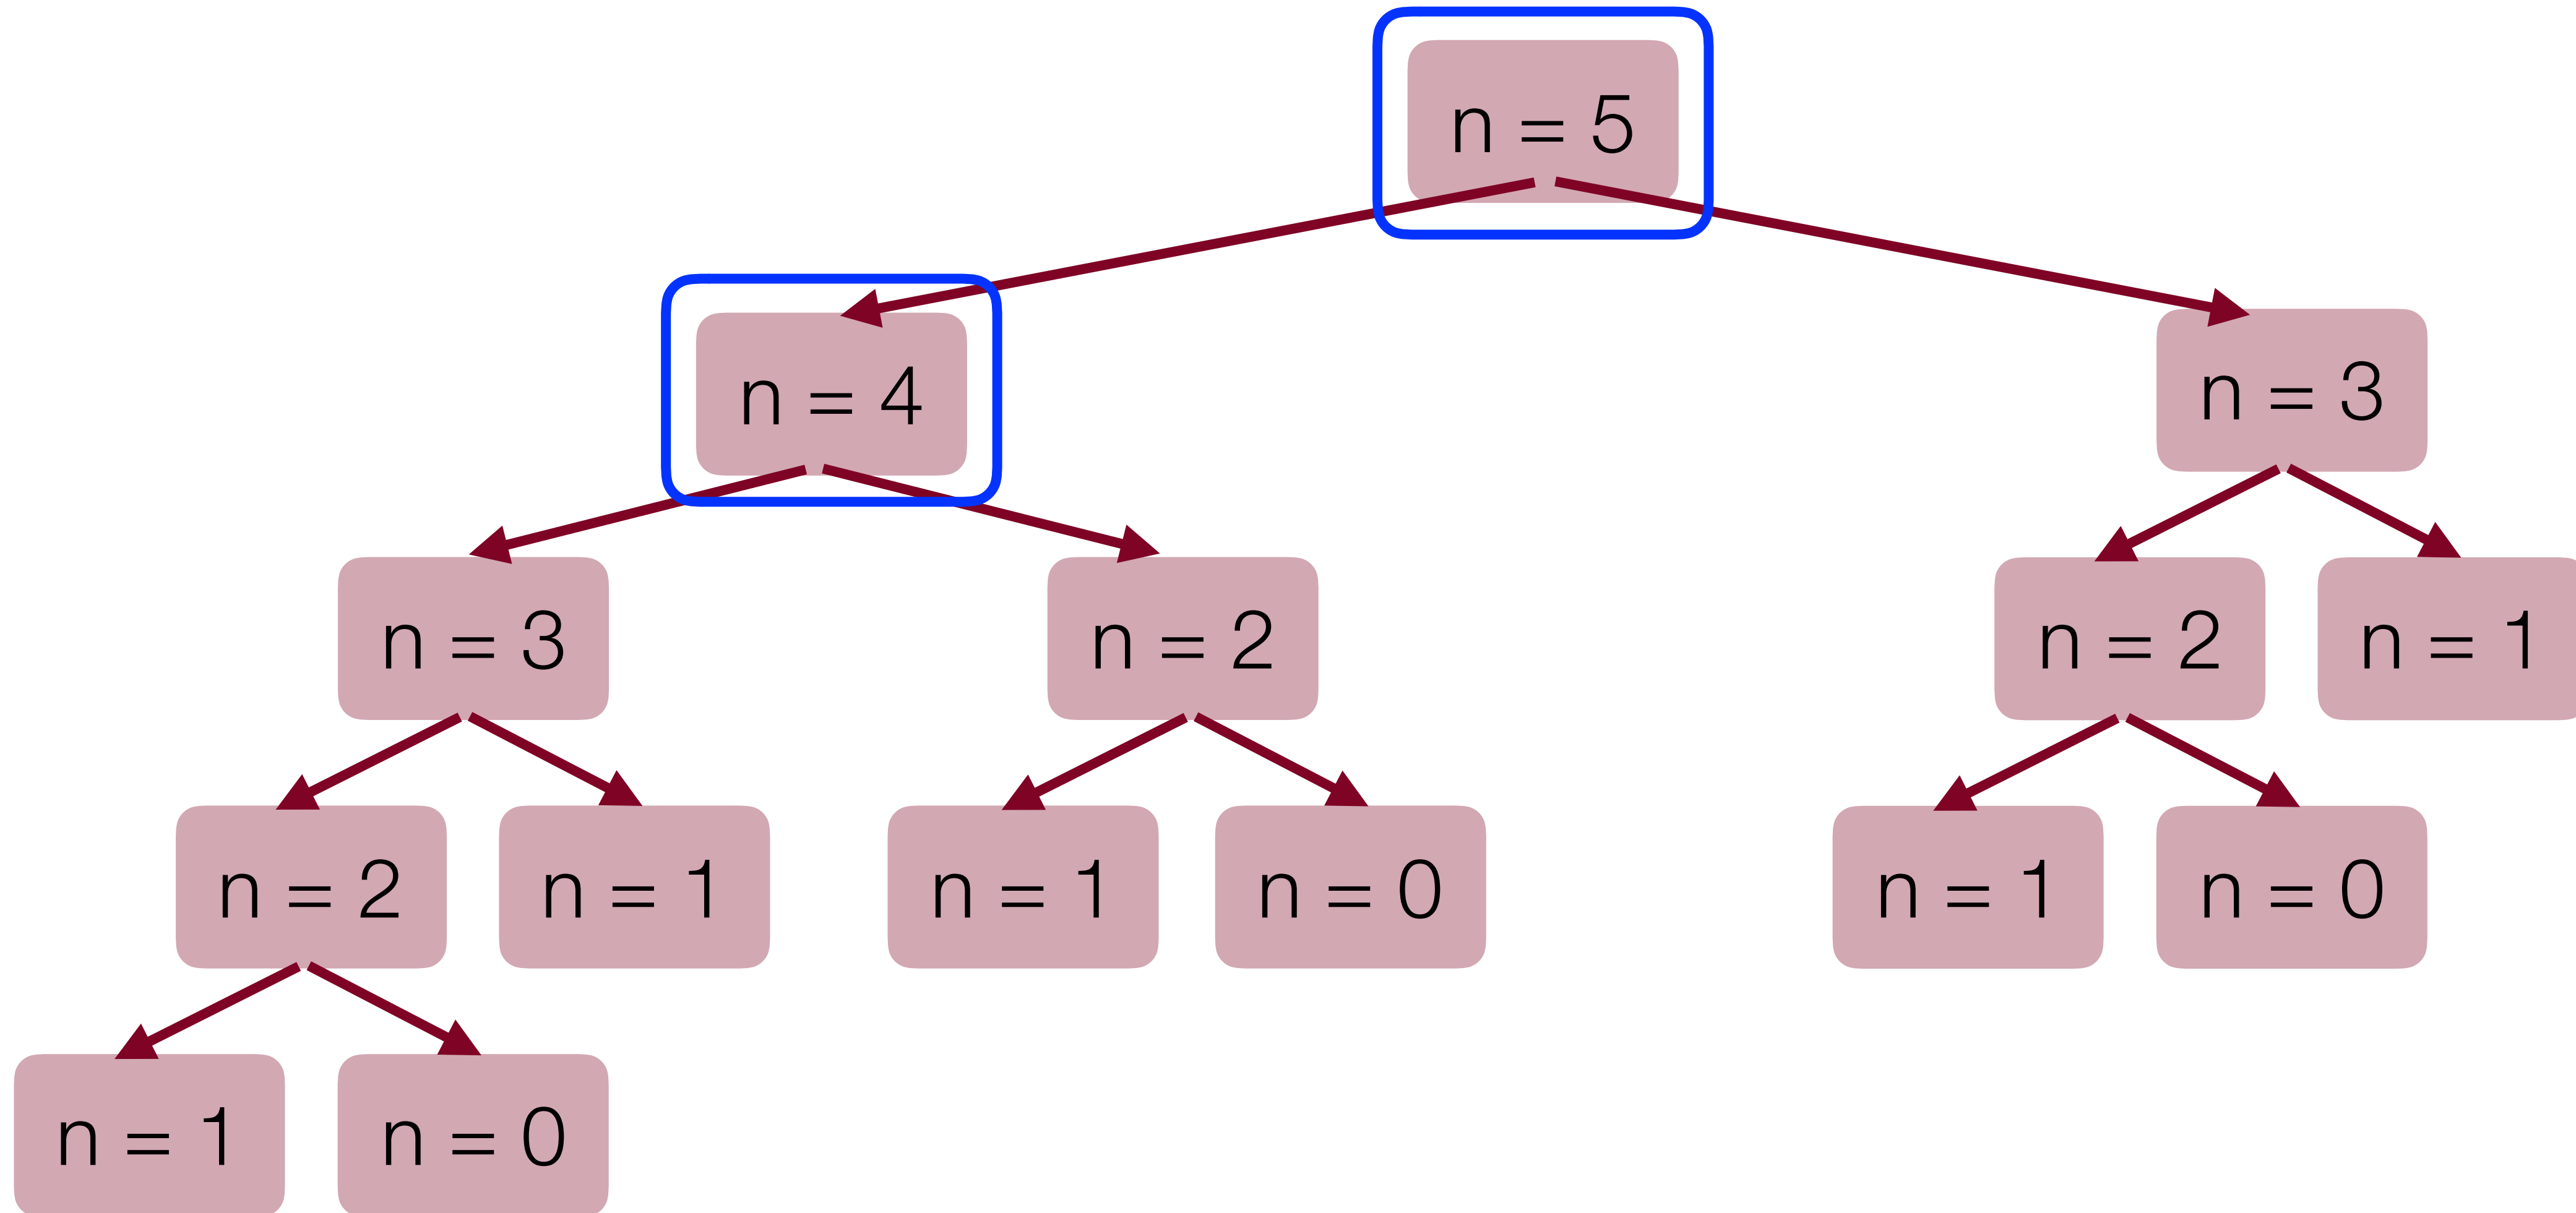 n = 5
n = 4
n = 3
n = 3
n = 2
n = 2
n = 1
n = 2
n = 1
n = 1
n = 0
n = 1
n = 0
n = 1
n = 0